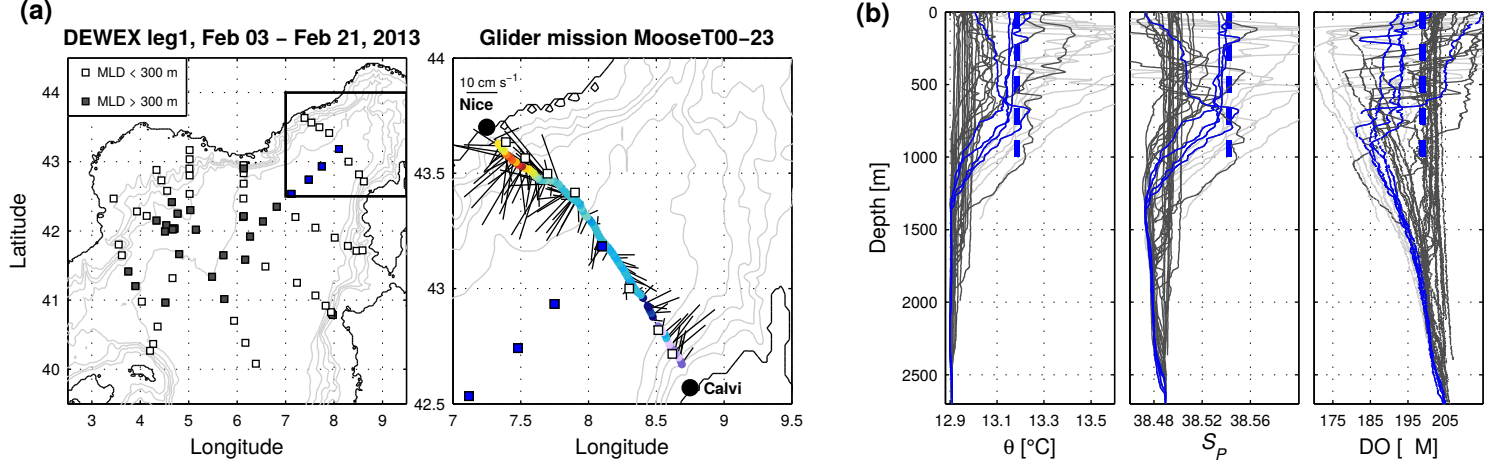 (a)
DEWEX leg1, Feb 03 − Feb 21, 2013
MLD < 300 m
MLD > 300 m
44
43
42
41
40
Latitude
3 4 5 6 7 8 9
Longitude
Glider mission MooseT00−23
10 cm s⁻¹
Nice
Calvi
44
43.5
43
42.5
7 7.5 8 8.5 9 9.5
Longitude
(b)
0
500
1000
1500
2000
2500
Depth [m]
12.9 13.1 13.3 13.5
θ [°C]
38.48 38.52 38.56
S_P
175 185 195 205
DO [ M]